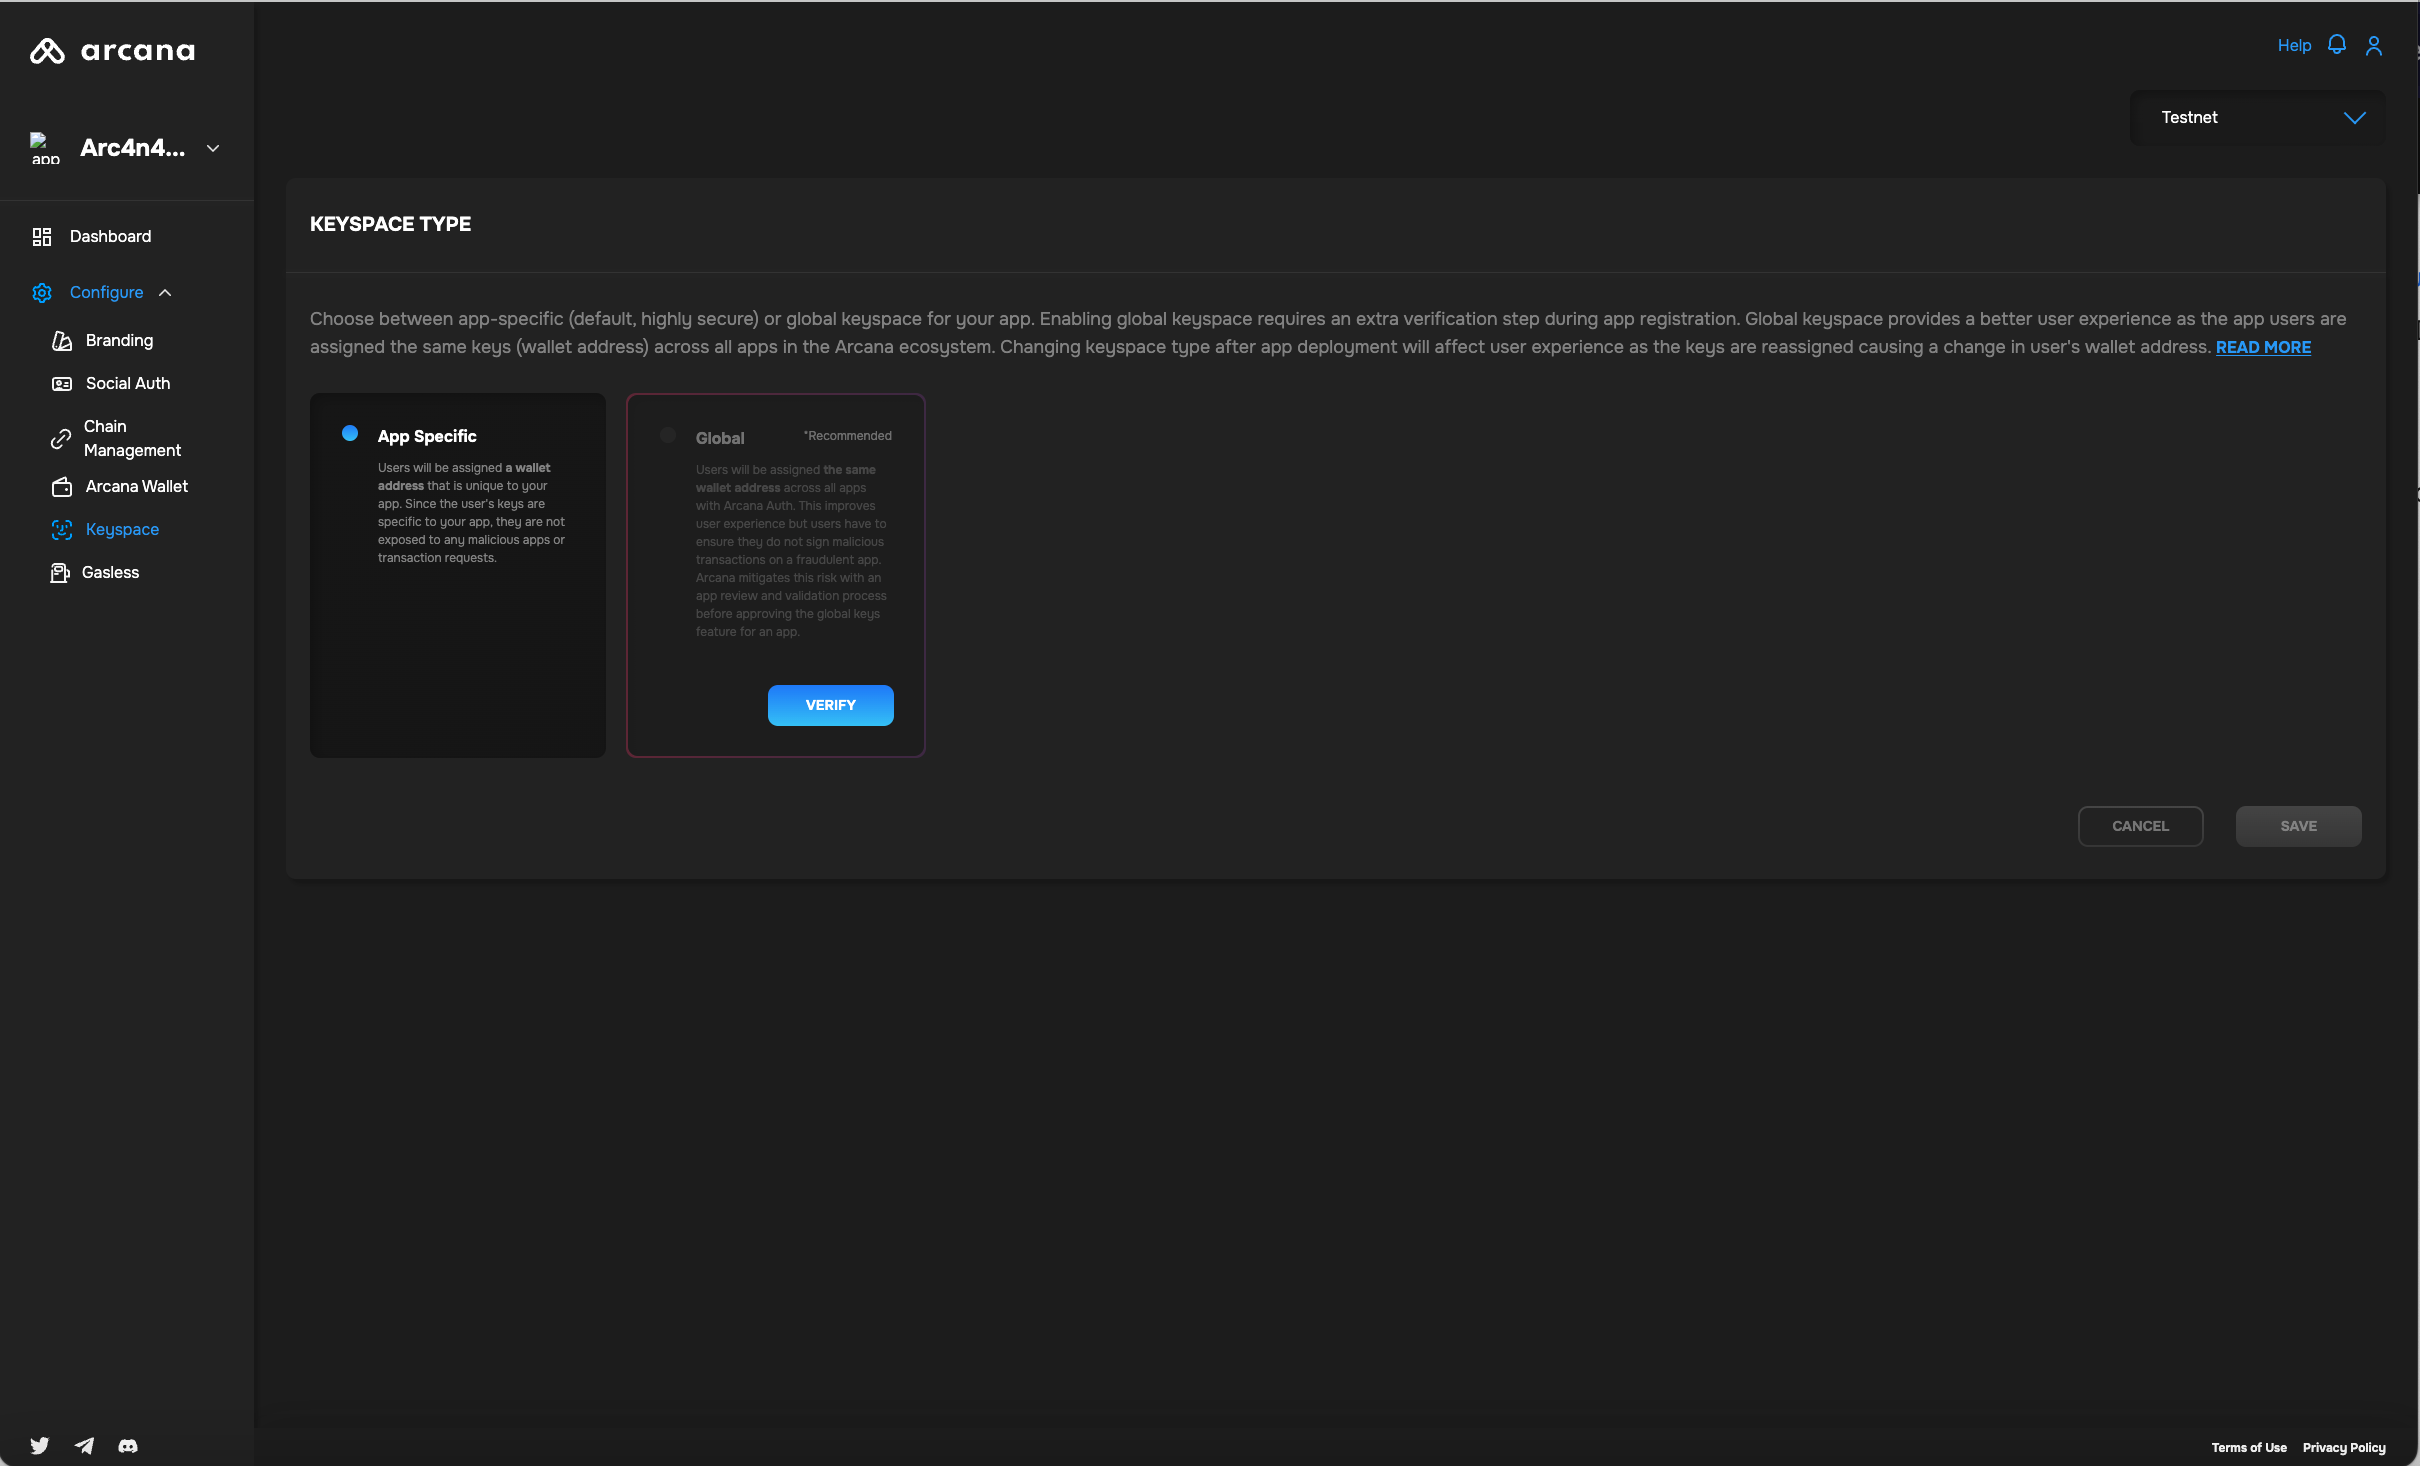 arcana
Help
Testnet
app
Arc4n4...
Dashboard
Configure
Branding
Social Auth
Chain
Management
Arcana Wallet
Keyspace
Gasless
KEYSPACE TYPE
Choose between app-specific (default, highly secure) or global keyspace for your app. Enabling global keyspace requires an extra verification step during app registration. Global keyspace provides a better user experience as the app users are
assigned the same keys (wallet address) across all apps in the Arcana ecosystem. Changing keyspace type after app deployment will affect user experience as the keys are reassigned causing a change in user's wallet address. READ MORE
App Specific
Users will be assigned a wallet
address that is unique to your
app. Since the user's keys are
specific to your app, they are not
exposed to any malicious apps or
transaction requests.
Global
*Recommended
Users will be assigned the same
wallet address across all apps
with Arcana Auth. This improves
user experience but users have to
ensure they do not sign malicious
transactions on a fraudulent app.
Arcana mitigates this risk with an
app review and validation process
before approving the global keys
feature for an app.
VERIFY
CANCEL
SAVE
Terms of Use
Privacy Policy